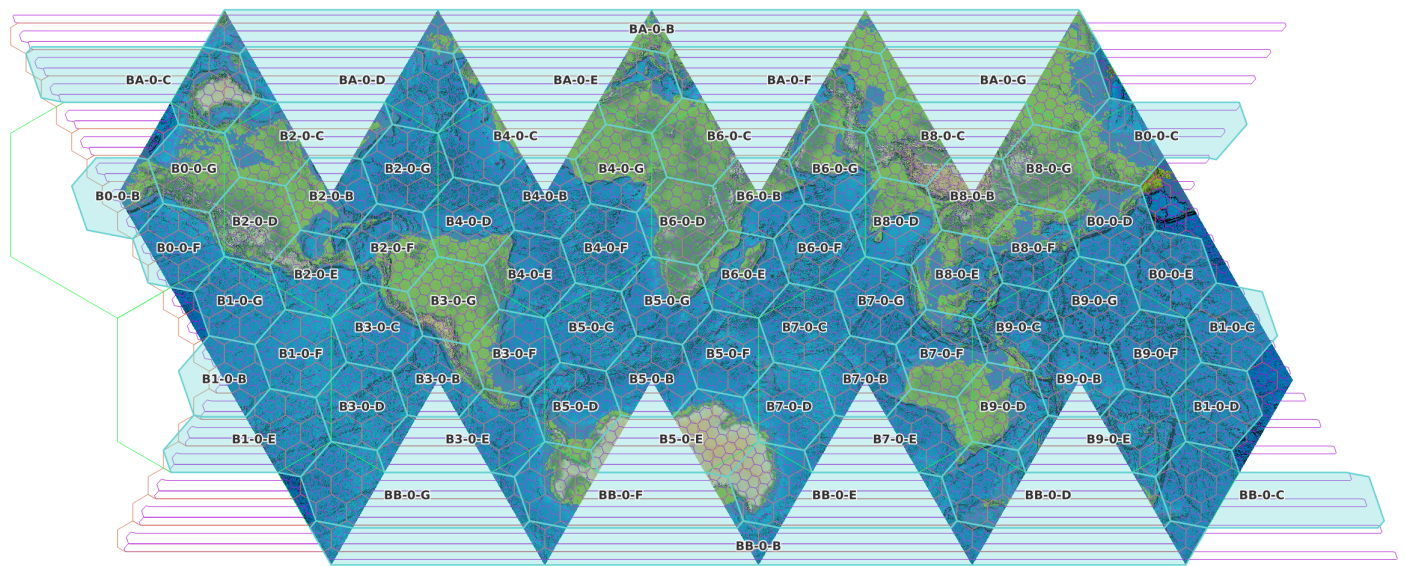 BA-0-B
BA-0-C BA-0-D BA-0-E BA-0-F BA-0-G
B2-0-C B4-0-C B6-0-C B8-0-C B0-0-C
B0-0-G B2-0-G B4-0-G B6-0-G B8-0-G
B0-0-B B2-0-B B4-0-B B6-0-B B8-0-B
B2-0-D B4-0-D B6-0-D B8-0-D B0-0-D
B0-0-F B2-0-F B4-0-F B6-0-F B8-0-F
B2-0-E B4-0-E B6-0-E B8-0-E B0-0-E
B1-0-G B3-0-G B5-0-G B7-0-G B9-0-G
B3-0-C B5-0-C B7-0-C B9-0-C B1-0-C
B1-0-F B3-0-F B5-0-F B7-0-F B9-0-F
B1-0-B B3-0-B B5-0-B B7-0-B B9-0-B
B3-0-D B5-0-D B7-0-D B9-0-D B1-0-D
B1-0-E B3-0-E B5-0-E B7-0-E B9-0-E
BB-0-G BB-0-F BB-0-E BB-0-D BB-0-C
BB-0-B